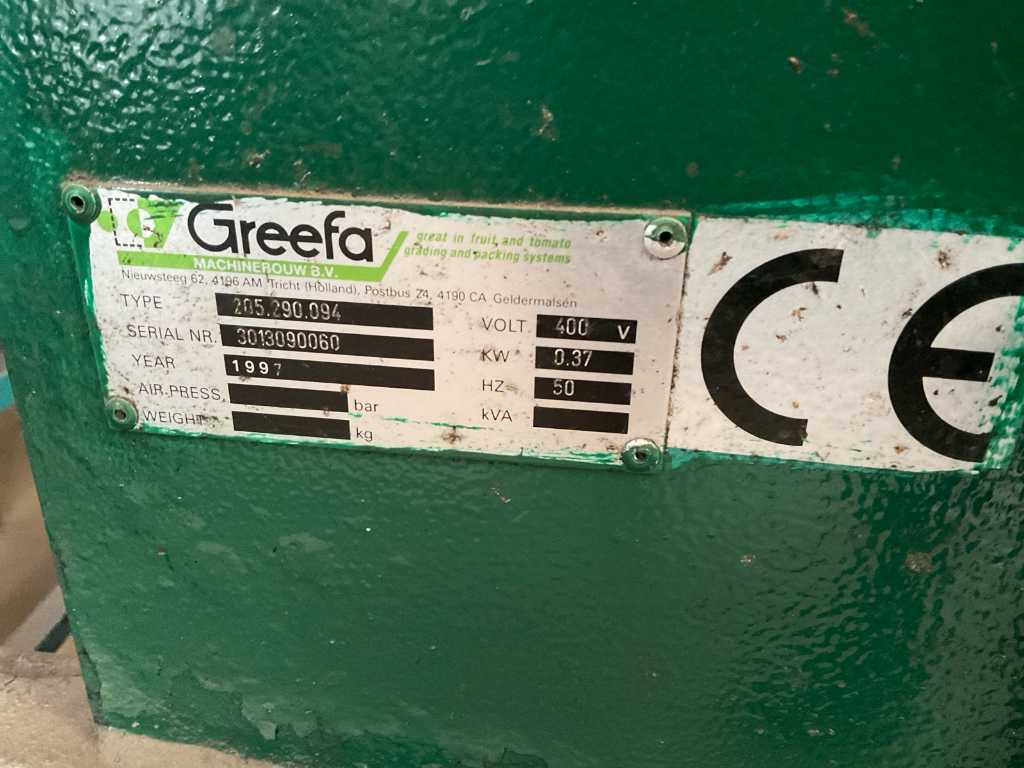 Greefa
MACHINEBOUW B.V.
great in fruit and tomato
grading and packing systems
Nieuwsteeg 62, 4196 AM Tricht (Holland), Postbus 24, 4190 CA Geldermalsen
TYPE 205.290.094
SERIAL NR. 3013090060
YEAR 1997
AIR.PRESS. bar
WEIGHT kg
VOLT. 400 V
KW 0.37
HZ 50
kVA
CE